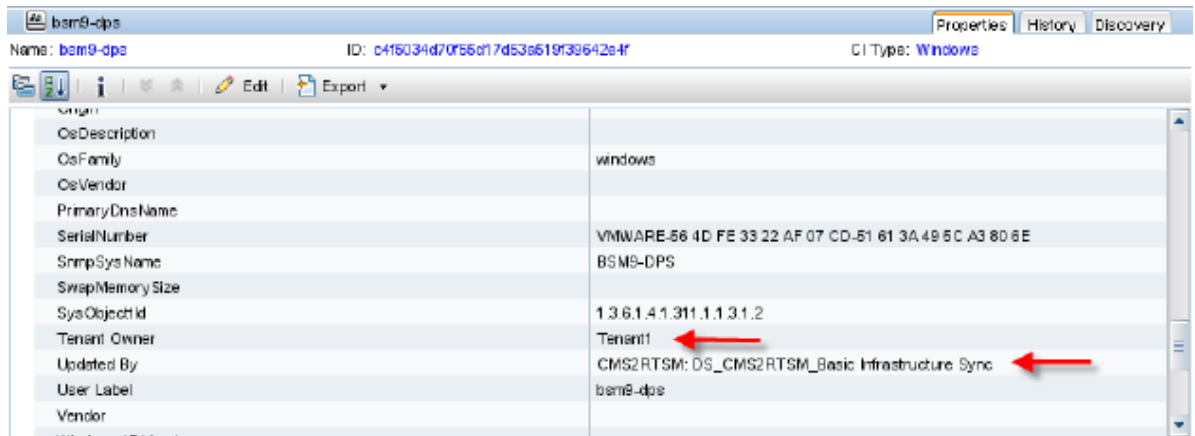 bsm9-dps
Properties History Discovery
Name: bsm9-dps ID: c4f6034d70f55cf17d53a519f39642e4f CI Type: Windows
Edit Export
Origin
OsDescription
OsFamily windows
OsVendor
PrimaryDnsName
SerialNumber VMWARE-56 4D FE 33 22 AF 07 CD-51 61 3A 49 5C A3 80 6E
SnmpSysName BSM9-DPS
SwapMemorySize
SysObjectId 1.3.6.1.4.1.311.1.1.3.1.2
Tenant Owner Tenant1
Updated By CMS2RTSM: DS_CMS2RTSM_Basic Infrastructure Sync
User Label bsm9-dps
Vendor